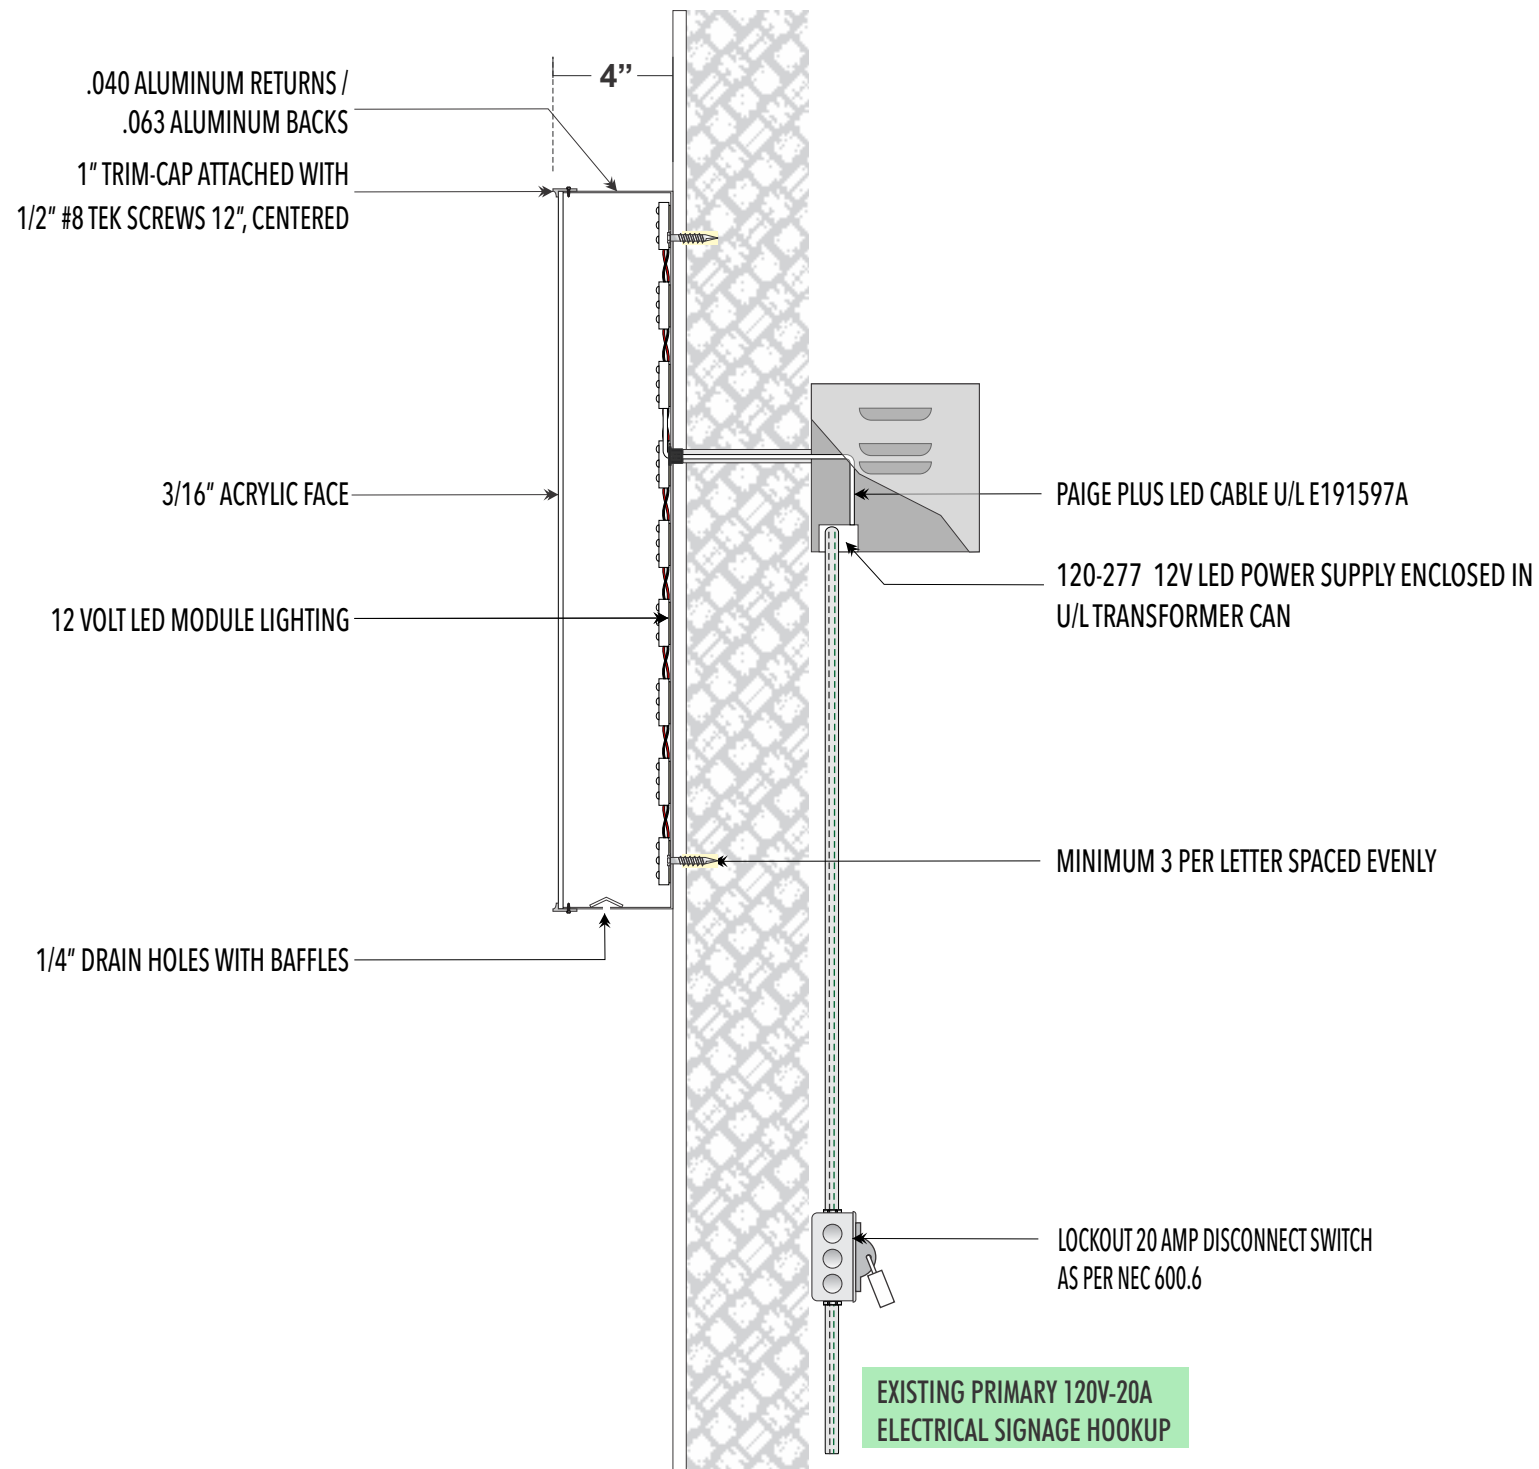 4”
.040 ALUMINUM RETURNS /
.063 ALUMINUM BACKS
1" TRIM-CAP ATTACHED WITH
1/2" #8 TEK SCREWS 12", CENTERED
3/16" ACRYLIC FACE
12 VOLT LED MODULE LIGHTING
1/4" DRAIN HOLES WITH BAFFLES
PAIGE PLUS LED CABLE U/L E191597A
120-277 12V LED POWER SUPPLY ENCLOSED IN
U/L TRANSFORMER CAN
MINIMUM 3 PER LETTER SPACED EVENLY
LOCKOUT 20 AMP DISCONNECT SWITCH
AS PER NEC 600.6
EXISTING PRIMARY 120V-20A
ELECTRICAL SIGNAGE HOOKUP